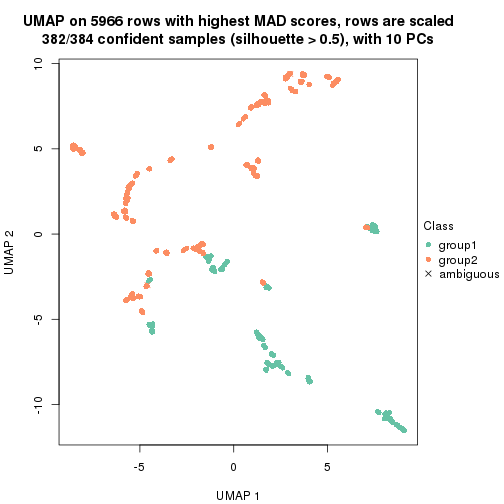 UMAP on 5966 rows with highest MAD scores, rows are scaled
382/384 confident samples (silhouette > 0.5), with 10 PCs
10
5
0
-5
-10
UMAP 2
-5
0
5
UMAP 1
Class
group1
group2
ambiguous